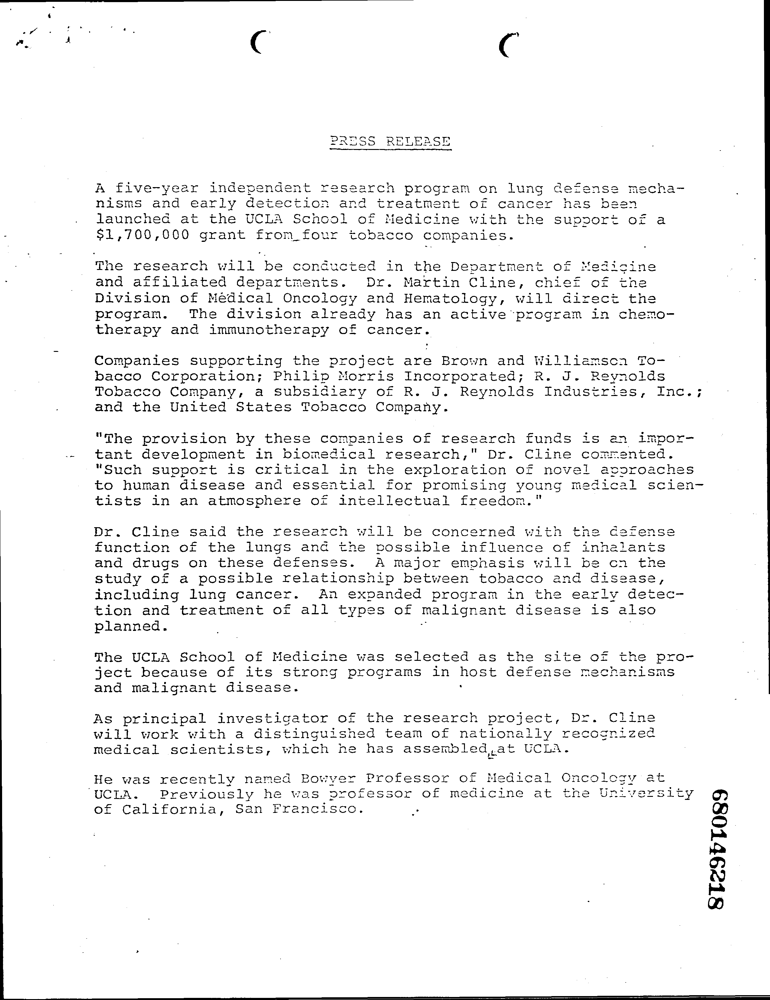 PRESS RELEASE
A five-year independent research program on lung defense mecha-
nisms and early detection and treatment of cancer has been
launched at the UCLA School of Medicine with the support of a
$1,700,000 grant from four tobacco companies.
The research will be conducted in the Department of Medicine
and affiliated departments. Dr. Martin Cline, chief of the
Division of Medical Oncology and Hematology, will direct the
program. The division already has an active program in chemo-
therapy and immunotherapy of cancer.
Companies supporting the project are Brown and Williamson To-
bacco Corporation; Philip Morris Incorporated; R. J. Reynolds
Tobacco Company, a subsidiary of R. J. Reynolds Industries, Inc.;
and the United States Tobacco Company.
"The provision by these companies of research funds is an impor-
tant development in biomedical research," Dr. Cline commented.
"Such support is critical in the exploration of novel approaches
to human disease and essential for promising young medical scien-
tists in an atmosphere of intellectual freedom."
Dr. Cline said the research will be concerned with the defense
function of the lungs and the possible influence of inhalants
and drugs on these defenses. A major emphasis will be on the
study of a possible relationship between tobacco and disease,
including lung cancer. An expanded program in the early detec-
tion and treatment of all types of malignant disease is also
planned.
The UCLA School of Medicine was selected as the site of the pro-
ject because of its strong programs in host defense mechanisms
and malignant disease.
As principal investigator of the research project, Dr. Cline
will work with a distinguished team of nationally recognized
medical scientists, which he has assembled at UCLA.
He was recently named Bowyer Professor of Medical Oncology at
UCLA. Previously he was professor of medicine at the University
of California, San Francisco.
680146218